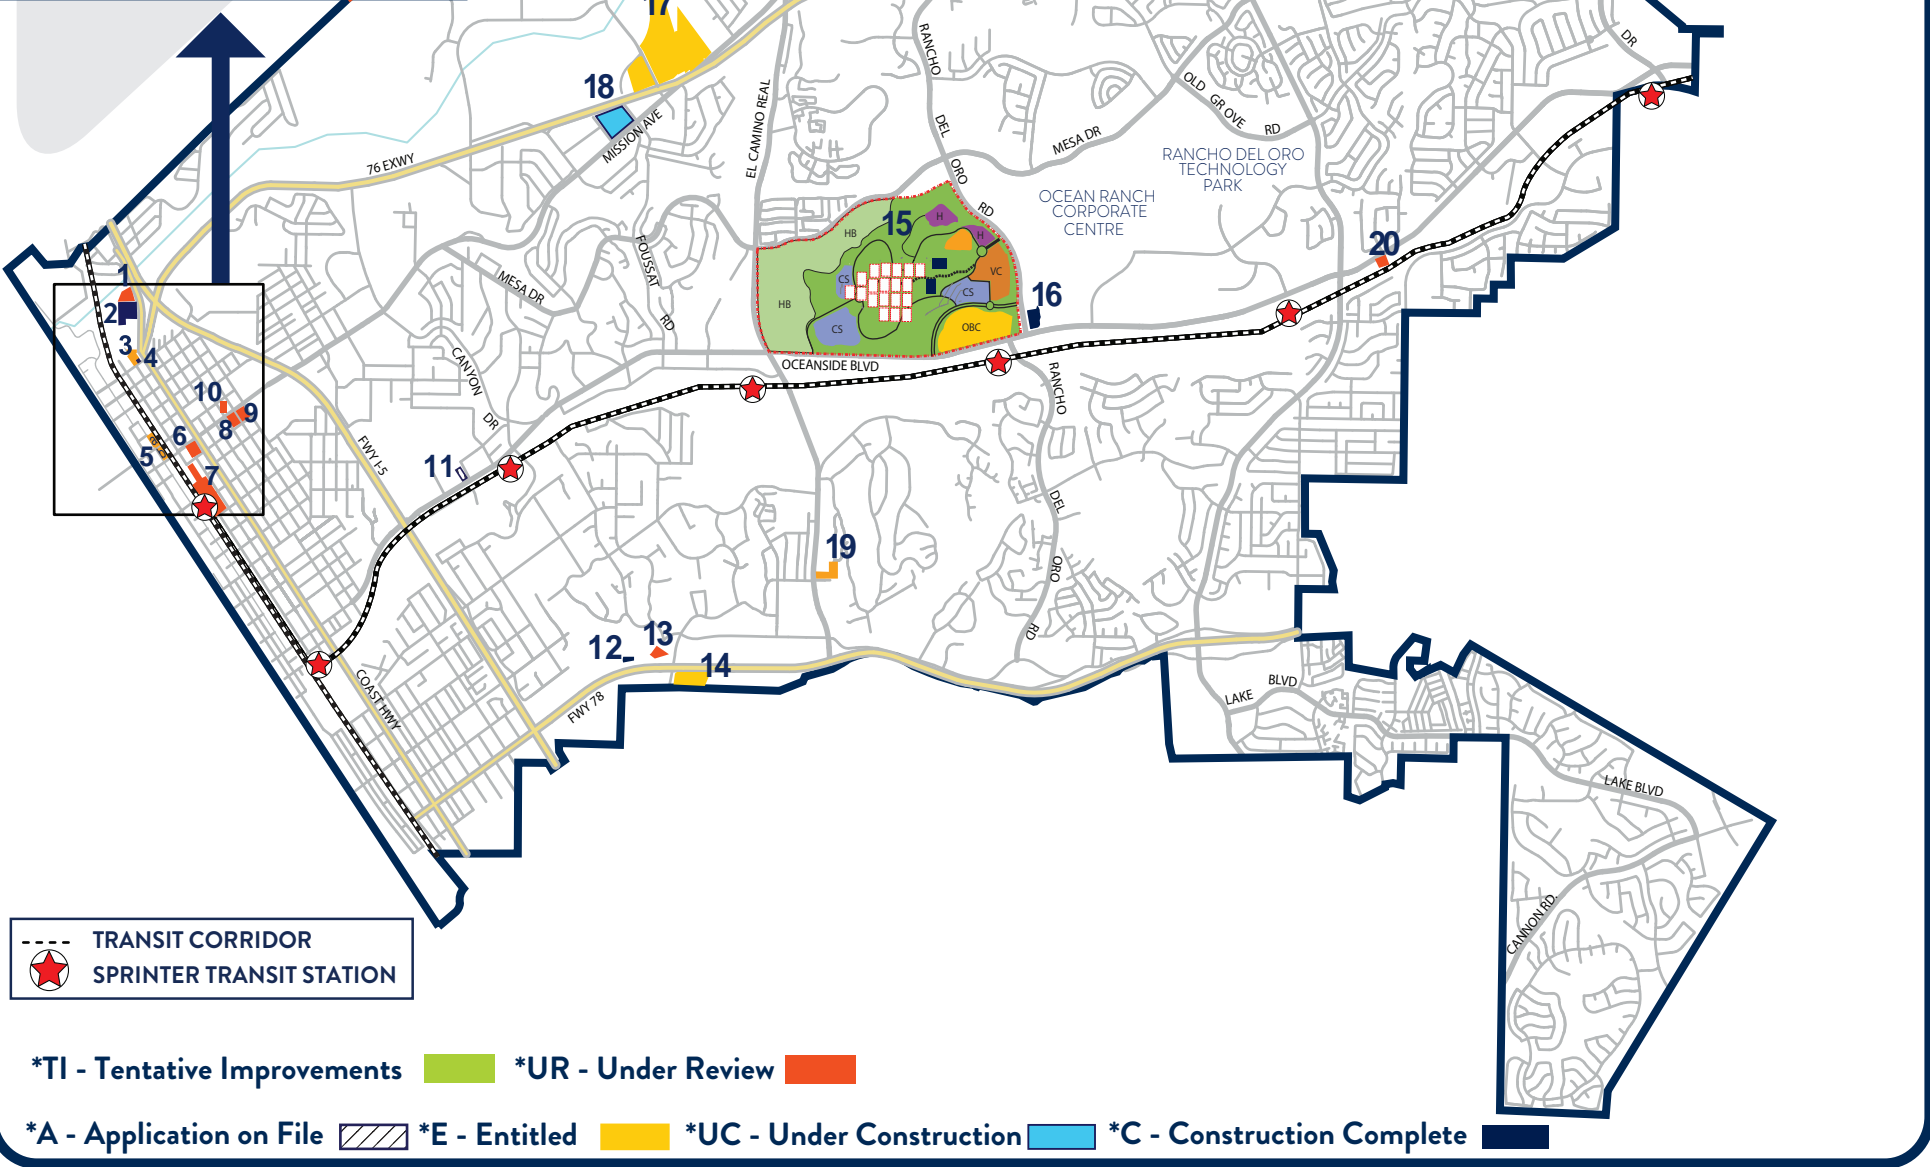 17
18
MISSION AVE
76 EXWY
EL CAMINO REAL
RANCHO
DEL
ORO
RD
MESA DR
OLD GROVE
RD
DR
RANCHO DEL ORO
TECHNOLOGY
PARK
OCEAN RANCH
CORPORATE
CENTRE
15
H
H
HB
HB
CS
CS
CS
VC
OBC
16
20
FOUSSAT
RD
MESA DR
1
2
3
4
10
9
8
6
5
7
CANYON
DR
OCEANSIDE BLVD
FWY I-5
11
RANCHO
DEL
ORO
RD
19
12
13
14
FWY 78
COAST HWY
LAKE
BLVD
LAKE BLVD
CANNON RD.
TRANSIT CORRIDOR
SPRINTER TRANSIT STATION
*TI - Tentative Improvements
*UR - Under Review
*A - Application on File
*E - Entitled
*UC - Under Construction
*C - Construction Complete